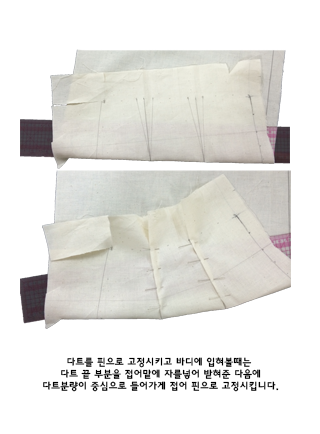 다트를 핀으로 고정시키고 바디에 입혀볼때는
다트 끝 부분을 접어말에 자를넣어 받혀준 다음에
다트분량이 중심으로 들어가게 접어 핀으로 고정시킵니다.